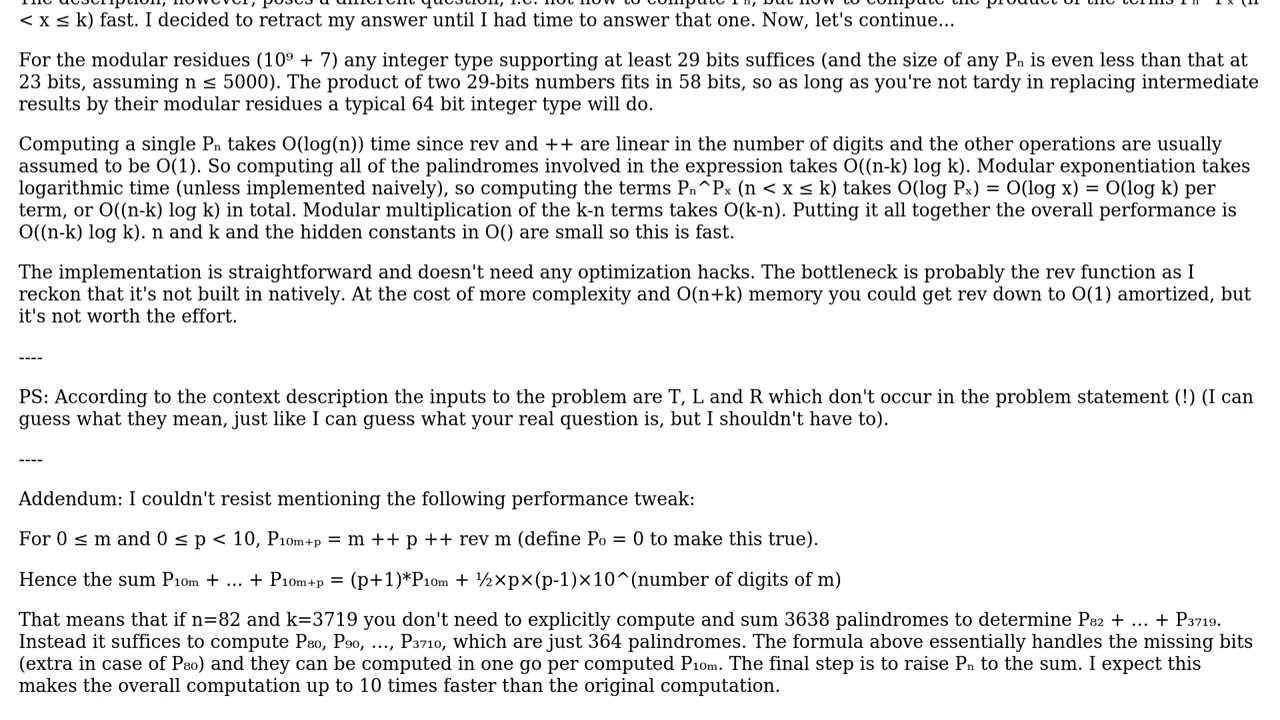 < x ≤ k) fast. I decided to retract my answer until I had time to answer that one. Now, let's continue...
For the modular residues (10⁹ + 7) any integer type supporting at least 29 bits suffices (and the size of any Pₙ is even less than that at
23 bits, assuming n ≤ 5000). The product of two 29-bits numbers fits in 58 bits, so as long as you're not tardy in replacing intermediate
results by their modular residues a typical 64 bit integer type will do.
Computing a single Pₙ takes O(log(n)) time since rev and ++ are linear in the number of digits and the other operations are usually
assumed to be O(1). So computing all of the palindromes involved in the expression takes O((n-k) log k). Modular exponentiation takes
logarithmic time (unless implemented naively), so computing the terms Pₙ^Pₓ (n < x ≤ k) takes O(log Pₓ) = O(log x) = O(log k) per
term, or O((n-k) log k) in total. Modular multiplication of the k-n terms takes O(k-n). Putting it all together the overall performance is
O((n-k) log k). n and k and the hidden constants in O() are small so this is fast.
The implementation is straightforward and doesn't need any optimization hacks. The bottleneck is probably the rev function as I
reckon that it's not built in natively. At the cost of more complexity and O(n+k) memory you could get rev down to O(1) amortized, but
it's not worth the effort.
----
PS: According to the context description the inputs to the problem are T, L and R which don't occur in the problem statement (!) (I can
guess what they mean, just like I can guess what your real question is, but I shouldn't have to).
----
Addendum: I couldn't resist mentioning the following performance tweak:
For 0 ≤ m and 0 ≤ p < 10, P₁₀ₘ₊ₚ = m ++ p ++ rev m (define P₀ = 0 to make this true).
Hence the sum P₁₀ₘ + ... + P₁₀ₘ₊ₚ = (p+1)*P₁₀ₘ + ½×p×(p-1)×10^(number of digits of m)
That means that if n=82 and k=3719 you don't need to explicitly compute and sum 3638 palindromes to determine P₈₂ + ... + P₃₇₁₉.
Instead it suffices to compute P₈₀, P₉₀, ..., P₃₇₁₀, which are just 364 palindromes. The formula above essentially handles the missing bits
(extra in case of P₈₀) and they can be computed in one go per computed P₁₀ₘ. The final step is to raise Pₙ to the sum. I expect this
makes the overall computation up to 10 times faster than the original computation.